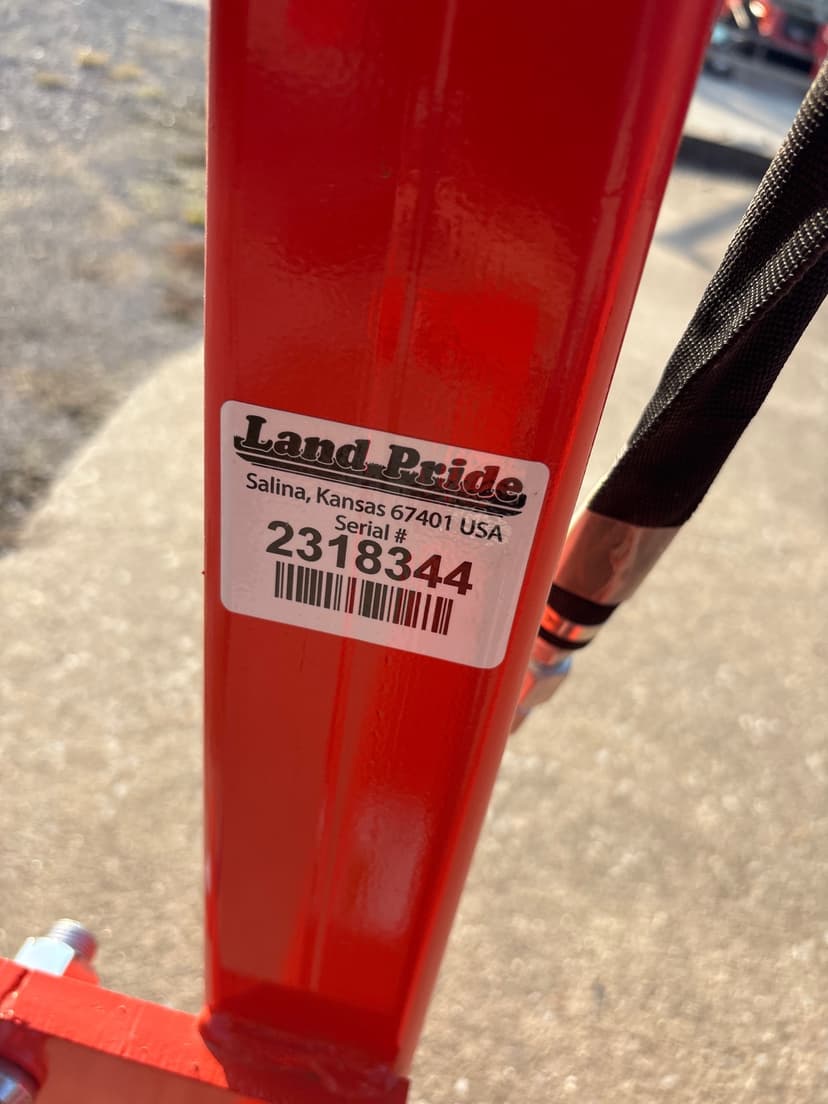 Land Pride
Salina, Kansas 67401 USA
Serial #
2318344